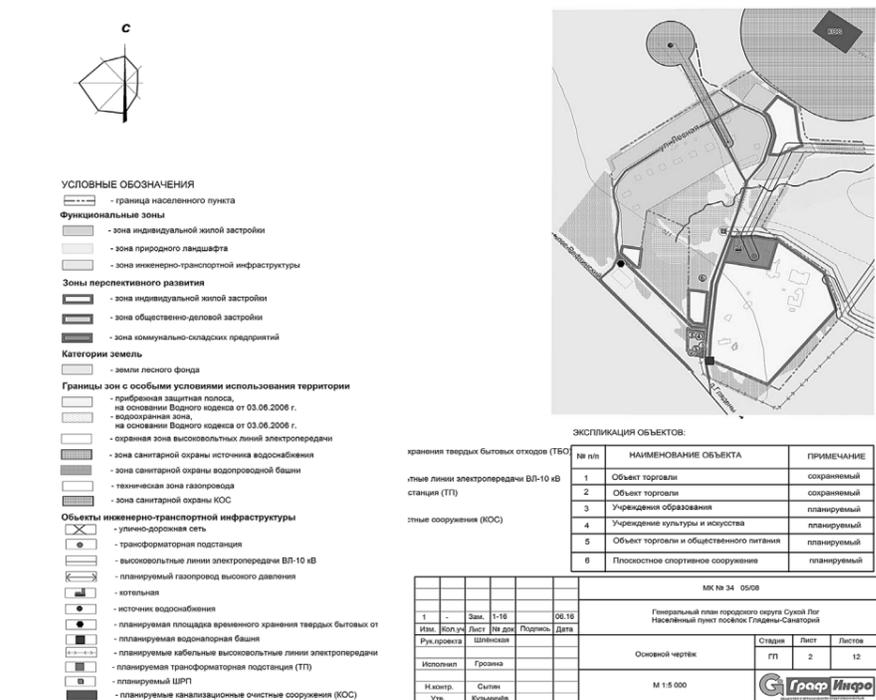 С
КОС
ул.Лесная
р.Глядены
УСЛОВНЫЕ ОБОЗНАЧЕНИЯ
- граница населенного пункта
Функциональные зоны
- зона индивидуальной жилой застройки
- зона природного ландшафта
- зона инженерно-транспортной инфраструктуры
Зоны перспективного развития
- зона индивидуальной жилой застройки
- зона общественно-деловой застройки
- зона коммунально-складских предприятий
Категории земель
- земли лесного фонда
Границы зон с особыми условиями использования территории
- прибрежная защитная полоса,
на основании Водного кодекса от 03.06.2006 г.
- водоохранная зона,
на основании Водного кодекса от 03.06.2006 г.
- охранная зона высоковольтных линий электропередачи
- зона санитарной охраны источника водоснабжения
- зона санитарной охраны водопроводной башни
- техническая зона газопровода
- зона санитарной охраны КОС
Объекты инженерно-транспортной инфраструктуры
- улично-дорожная сеть
- трансформаторная подстанция
- высоковольтные линии электропередачи ВЛ-10 кВ
- планируемый газопровод высокого давления
- котельная
- источник водоснабжения
- планируемая площадка временного хранения твердых бытовых от
- ппланируемая водонапорная башня
- планируемые кабельные высоковольтные линии электропередачи
- планируемая трансформаторная подстанция (ТП)
- планируемый ШРП
- планируемые канализационные очистные сооружения (КОС)
хранения твердых бытовых отходов (ТБО)
тные линии электропередачи ВЛ-10 кВ
станция (ТП)
стные сооружения (КОС)
ЭКСПЛИКАЦИЯ ОБЪЕКТОВ:
№ п/п НАИМЕНОВАНИЕ ОБЪЕКТА ПРИМЕЧАНИЕ
1 Объект торговли сохраняемый
2 Объект торговли сохраняемый
3 Учреждения образования планируемый
4 Учреждение культуры и искусства планируемый
5 Объект торговли и общественного питания планируемый
6 Плоскостное спортивное сооружение планируемый
МК № 34 05/08
1 - Зам. 1-16 06.16
Изм. Кол.уч Лист № док Подпись Дата
Генеральный план городского округа Сухой Лог
Населённый пункт посёлок Глядены-Санаторий
Рук.проекта Шленская
Исполнил Грозина
Н.контр. Сытин
Утв. Кузьмичёв
Основной чертёж
Стадия Лист Листов
ГП 2 12
М 1:5 000
ГрафИнфо